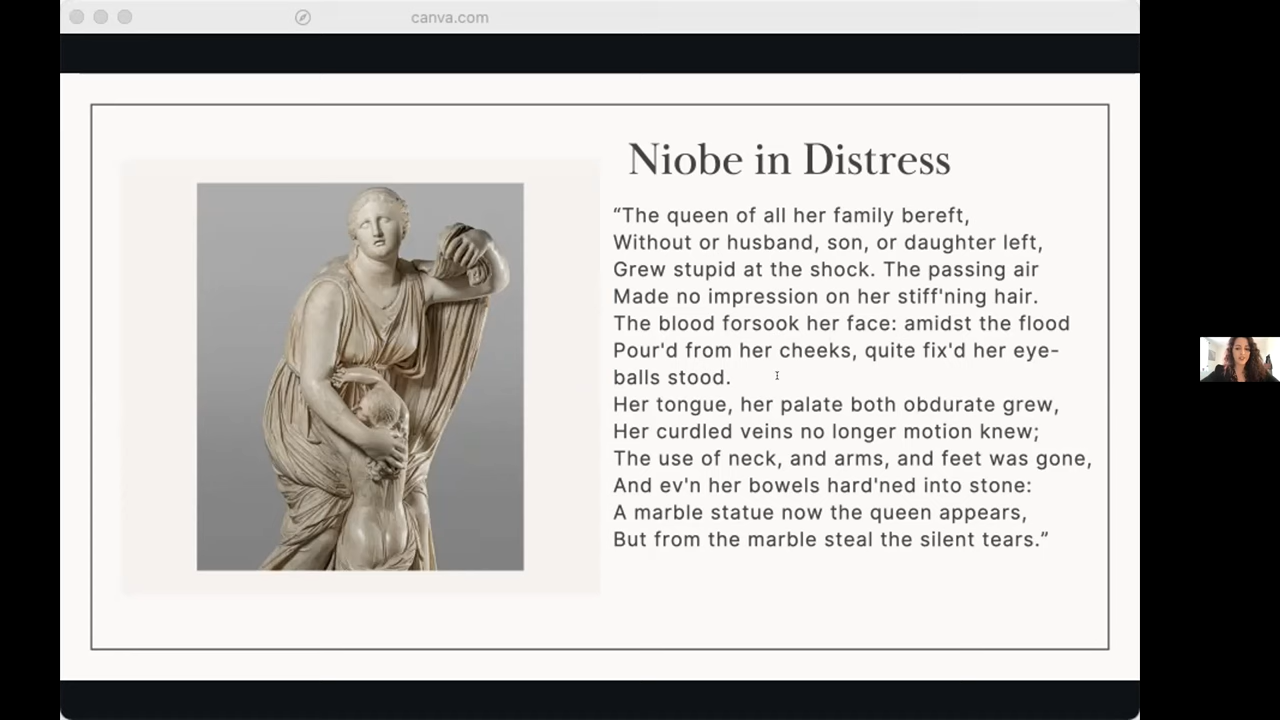 canva.com
Niobe in Distress
“The queen of all her family bereft,
Without or husband, son, or daughter left,
Grew stupid at the shock. The passing air
Made no impression on her stiff'ning hair.
The blood forsook her face: amidst the flood
Pour'd from her cheeks, quite fix'd her eye-
balls stood.
Her tongue, her palate both obdurate grew,
Her curdled veins no longer motion knew;
The use of neck, and arms, and feet was gone,
And ev'n her bowels hard'ned into stone:
A marble statue now the queen appears,
But from the marble steal the silent tears.”